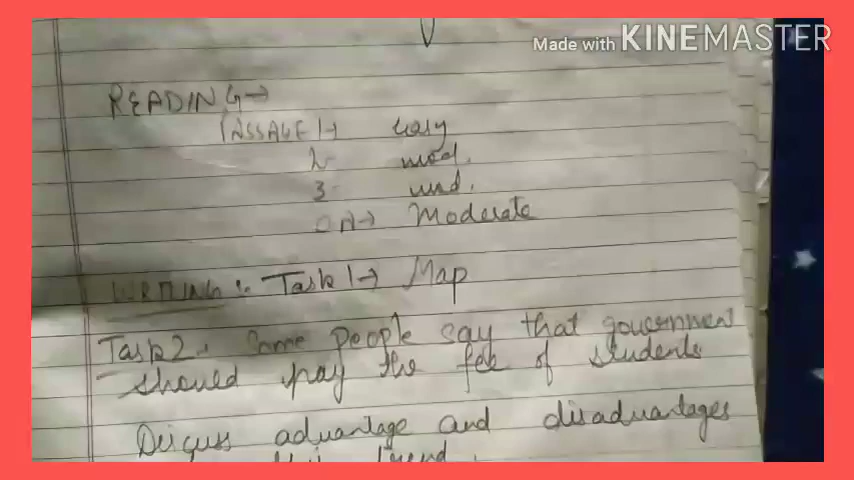 Made with KINEMASTER
READING →
PASSAGE 1 → easy
2 mod.
3 mod.
OA → Moderate
WRITING : Task 1 → Map
Task 2. Some people say that government
should pay the fee of students
Discuss advantage and disadvantages
trend.